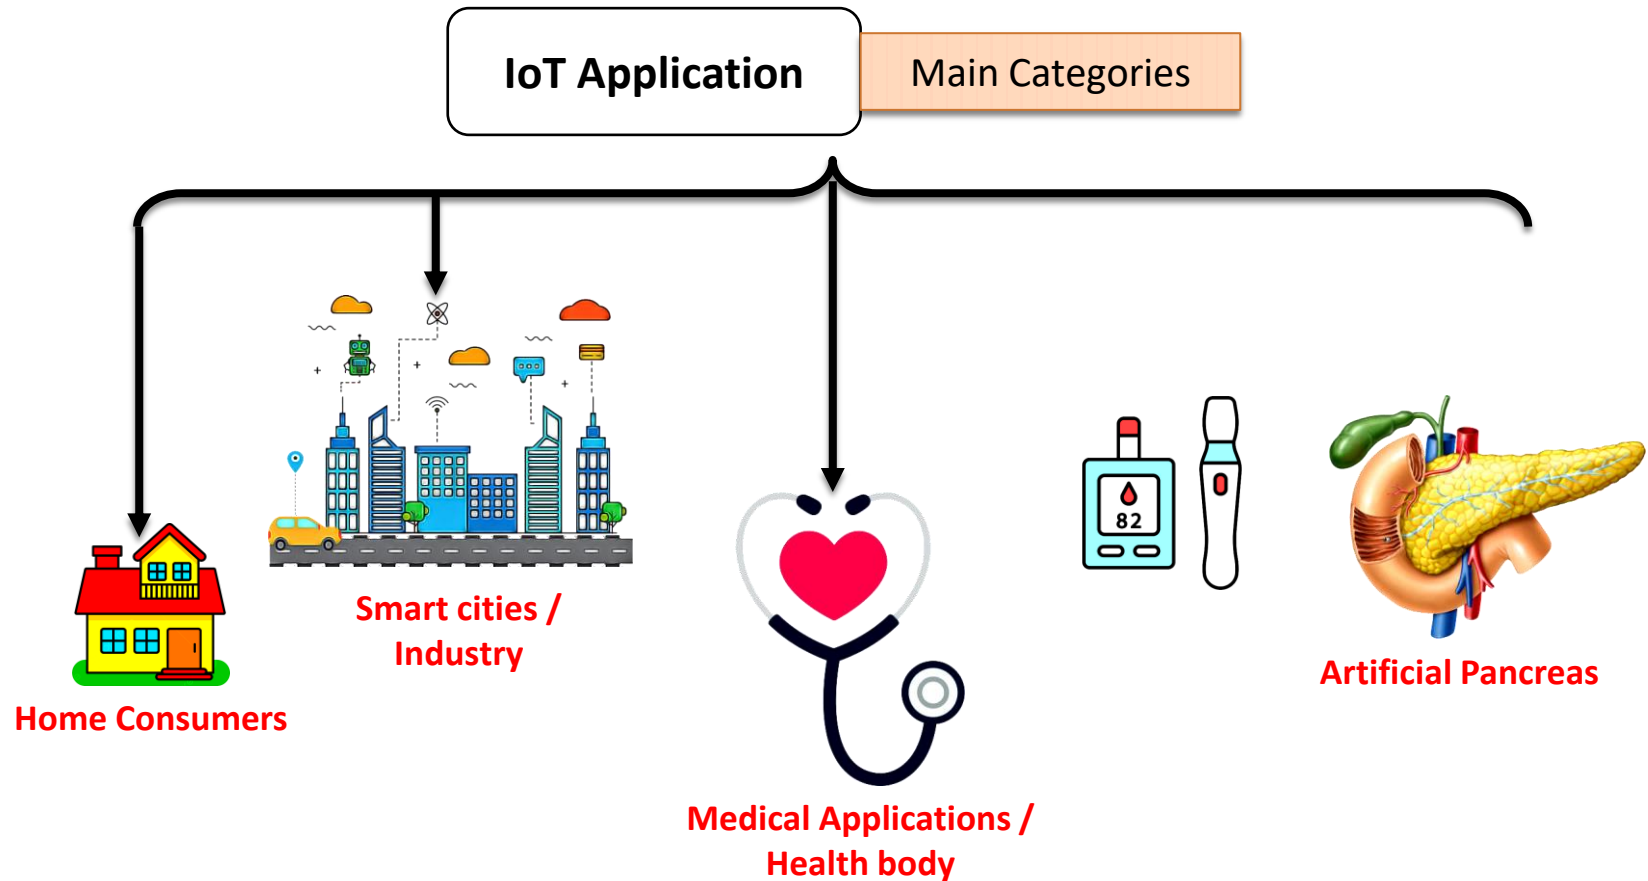 IoT Application
Main Categories
Home Consumers
Smart cities /
Industry
Medical Applications /
Health body
82
Artificial Pancreas